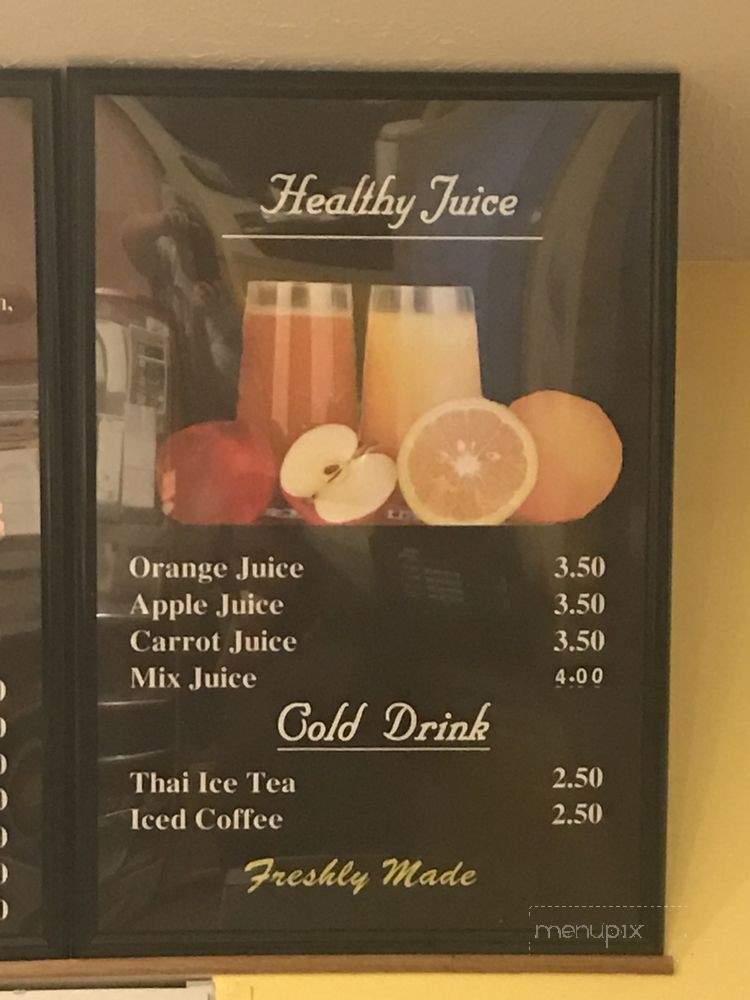 Healthy Juice
Orange Juice 3.50
Apple Juice 3.50
Carrot Juice 3.50
Mix Juice 4.00
Cold Drink
Thai Ice Tea 2.50
Iced Coffee 2.50
Freshly Made
menupix